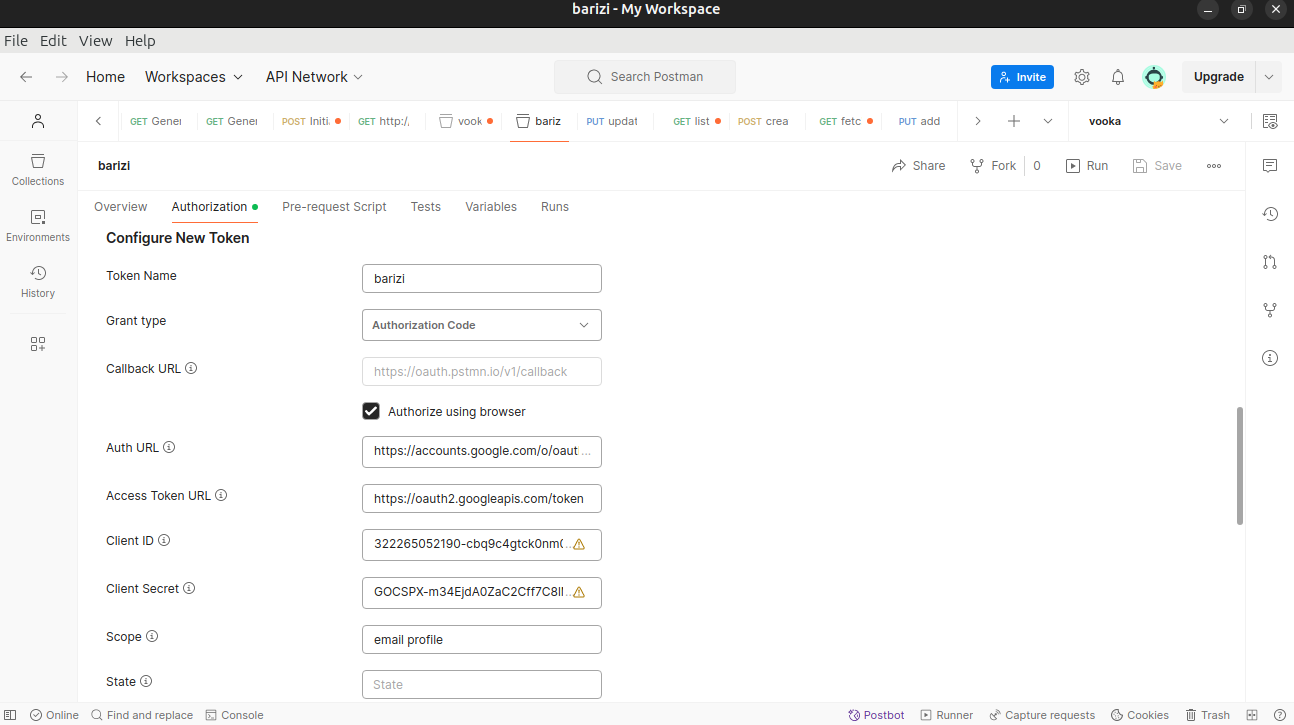 barizi - My Workspace
File Edit View Help
Home Workspaces API Network Search Postman Invite Upgrade
GET Gener GET Gener POST Initi. GET http:/, vook bariz PUT updat GET list POST crea GET fetc PUT add vooka
barizi Share Fork 0 Run Save
Collections
Environments
History
Overview Authorization Pre-request Script Tests Variables Runs
Configure New Token
Token Name barizi
Grant type Authorization Code
Callback URL https://oauth.pstmn.io/v1/callback
Authorize using browser
Auth URL https://accounts.google.com/o/oaut...
Access Token URL https://oauth2.googleapis.com/token
Client ID 322265052190-cbq9c4gtck0nm0...
Client Secret GOCSPX-m34EjdA0ZaC2Cff7C8ll...
Scope email profile
State State
Online Find and replace Console Postbot Runner Capture requests Cookies Trash